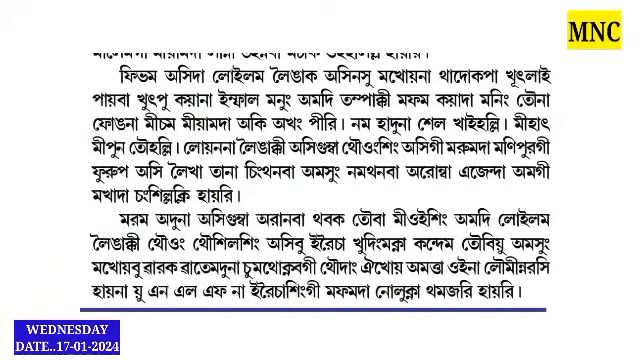 MNC
ফিভম অসিদা লোইলম লৈঙাক অসিনসু মখোয়না থাদোকপা খূৎলাই
পায়বা খুৎপু কয়ানা ইম্ফাল মনুং অমদি তম্পাক্কী মফম কয়াদা মনিং তৌনা
ফোঙনা মীচম মীয়ামদা অকি অখং পীরি। নম হাদুনা শেল খাইহল্লি। মীহাৎ
মীপুন তৌহল্লি। লোয়ননা লৈঙাক্কী অসিগুম্বা থৌওংশিং অসিগী মরুমদা মণিপুরগী
ফুরুপ অসি লৈখা তানা চিংথনবা অমসুং নমথনবা অরোন্বা এজেন্দা অমগী
মখাদা চংশিল্লক্লি হায়রি।
মরম অদুনা অসিগুম্বা অরানবা থবক তৌবা মীওইশিং অমদি লোইলম
লৈঙাক্কী থৌওং থৌশিলশিং অসিবু ইরৈচা খুদিংমক্না কন্দেম তৌবিয়ু অমসুং
মখোয়বু ৱারক ৱাতেমদুনা চুমথোক্নবগী থৌদাং ঐখোয় অমত্তা ওইনা লৌমীন্নরসি
হায়না য়ু এন এল এফ না ইরৈচাশিংগী মফমদা নোলুক্না থমজরি হায়রি।
WEDNESDAY
DATE..17-01-2024